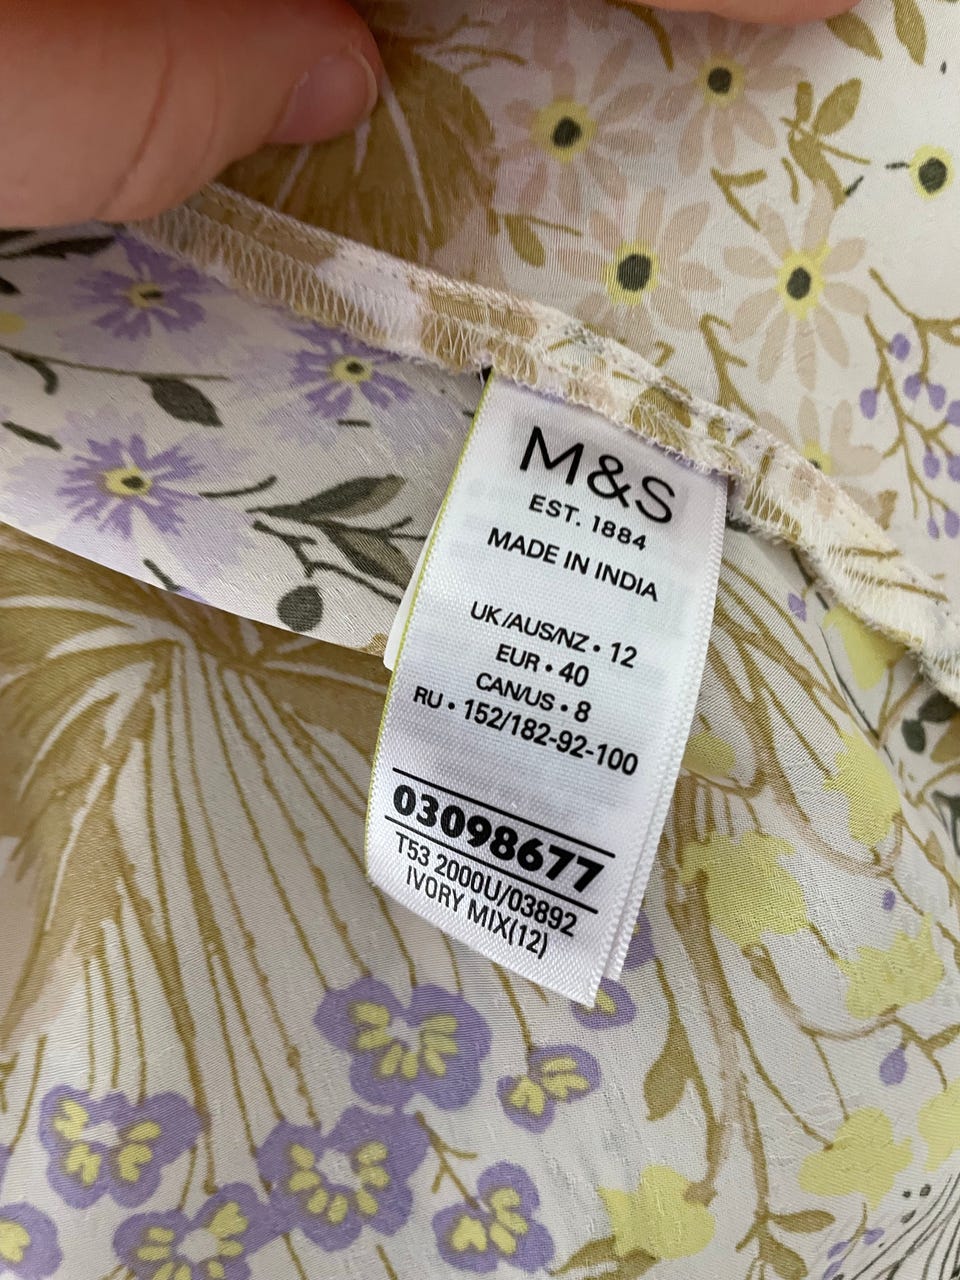 M&S
EST. 1884
MADE IN INDIA
UK/AUS/NZ • 12
EUR • 40
CAN/US • 8
RU • 152/182-92-100
03098677
T53 2000U/03892
IVORY MIX(12)